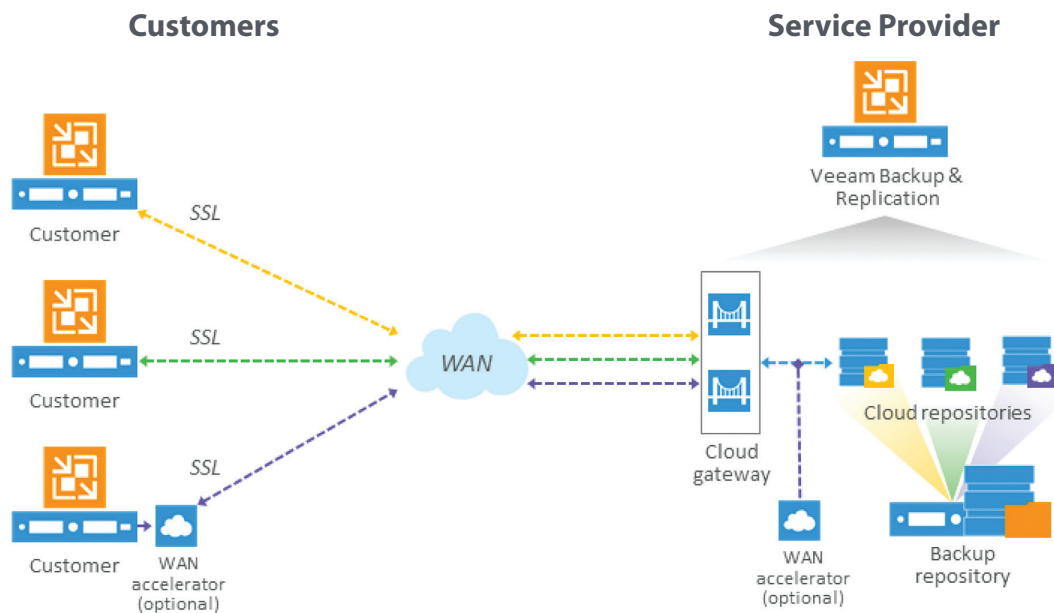 Customers
Service Provider
Veeam Backup &
Replication
SSL
Customer
SSL
WAN
Customer
Cloud repositories
Cloud
gateway
SSL
Customer
WAN
accelerator
(optional)
WAN
accelerator
(optional)
Backup
repository